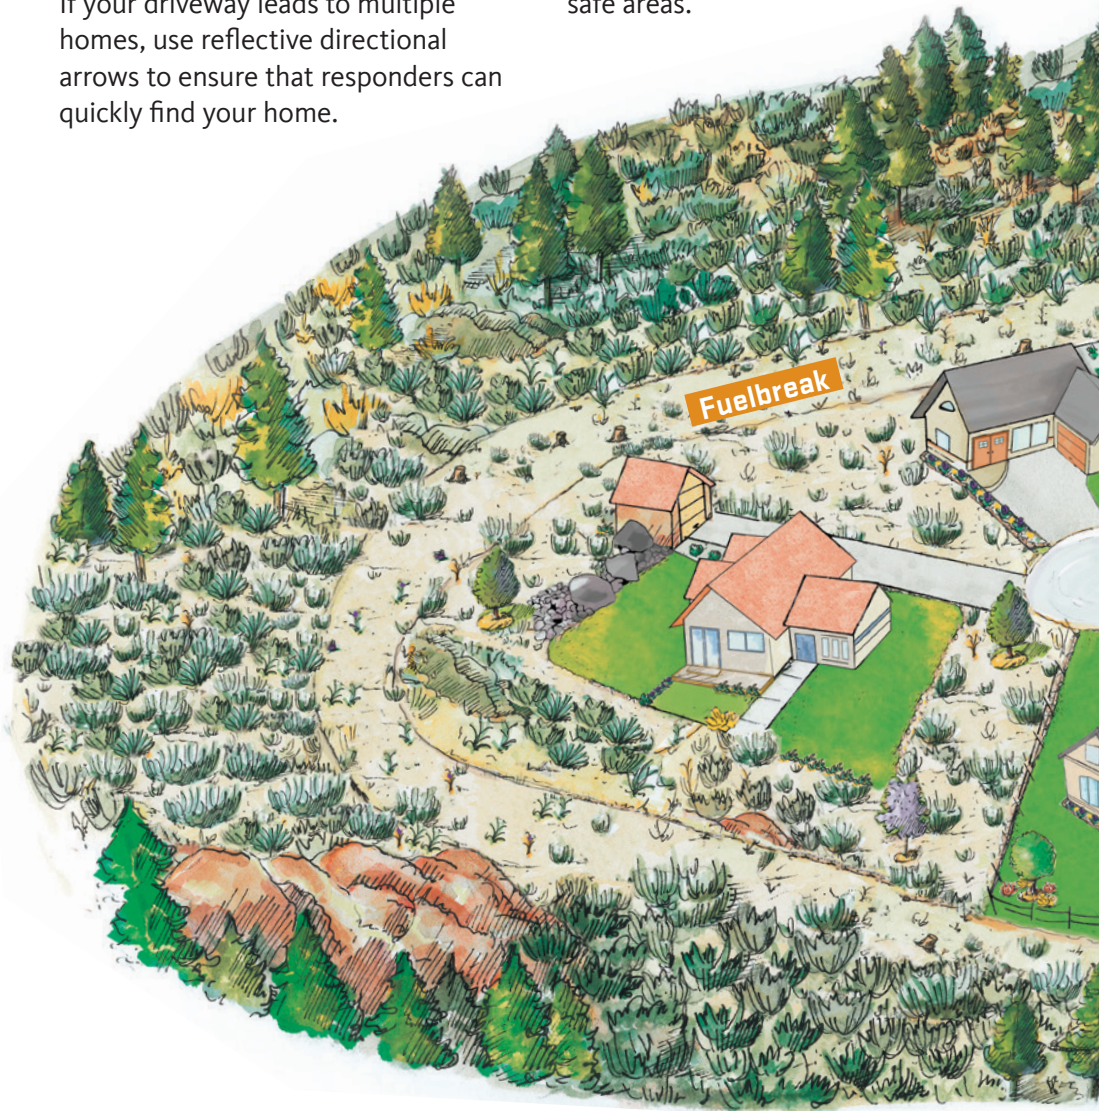 If your driveway leads to multiple
homes, use reflective directional
arrows to ensure that responders can
quickly find your home.
safe areas.
Fuelbreak